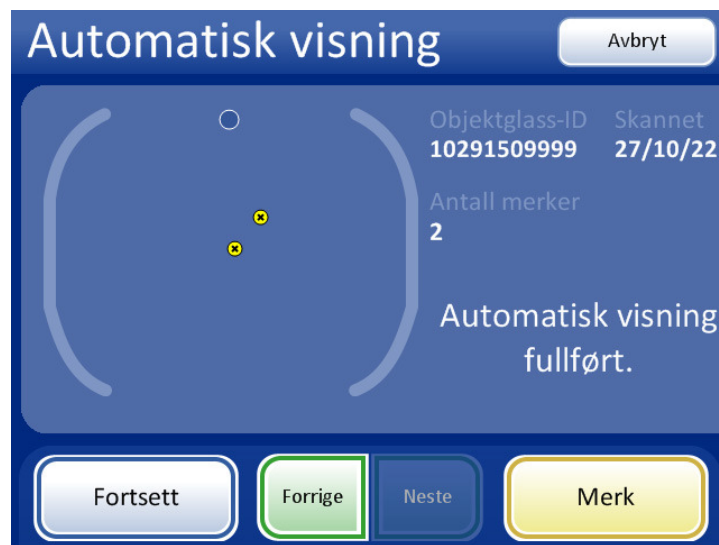 Automatisk visning
Avbryt
Objektglass-ID
Skannet
10291509999
27/10/22
Antall merker
2
Automatisk visning
fullført.
Fortsett
Forrige
Neste
Merk